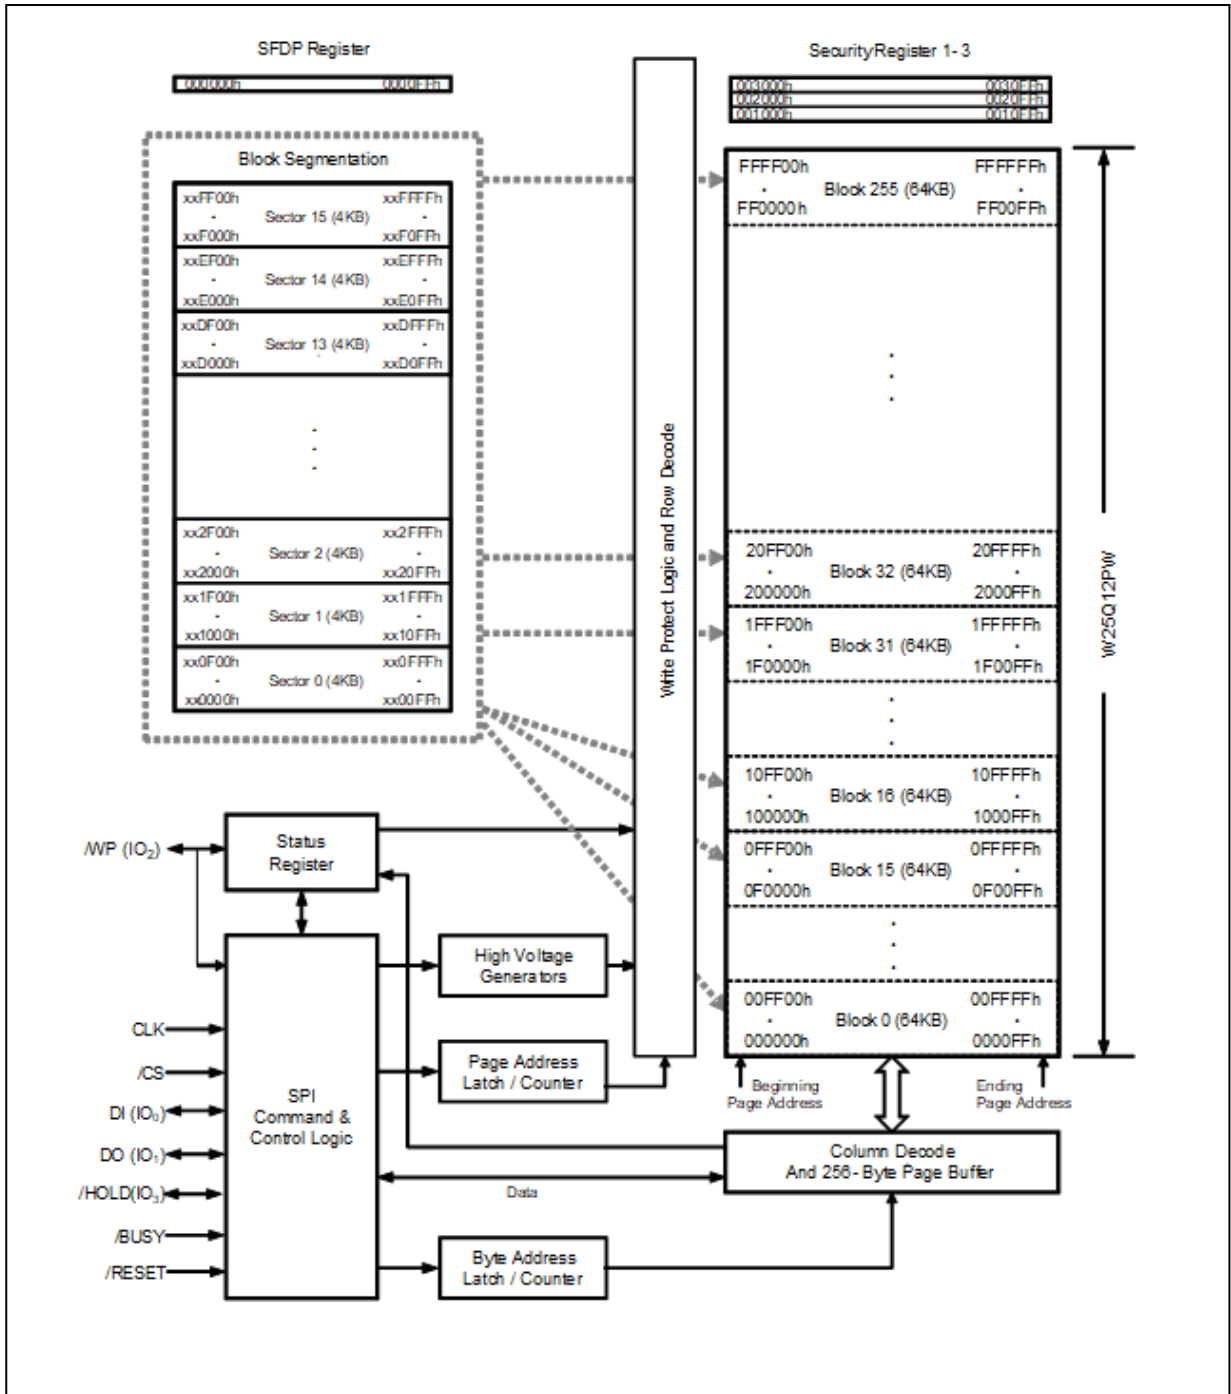 SFDP Register
000000h 0000FFh
Security Register 1 - 3
003000h 0030FFh
002000h 0020FFh
001000h 0010FFh
Block Segmentation
xxFF00h xxFFFFh
Sector 15 (4KB)
xxF000h xxF0FFh
xxEF00h xxEFFFh
Sector 14 (4KB)
xxE000h xxE0FFh
xxDF00h xxDFFFh
Sector 13 (4KB)
xxD000h xxD0FFh
xx2F00h xx2FFFh
Sector 2 (4KB)
xx2000h xx20FFh
xx1F00h xx1FFFh
Sector 1 (4KB)
xx1000h xx10FFh
xx0F00h xx0FFFh
Sector 0 (4KB)
xx0000h xx00FFh
Write Protect Logic and Row Decode
FFFF00h FFFFFFh
Block 255 (64KB)
FF0000h FF00FFh
20FF00h 20FFFFh
Block 32 (64KB)
200000h 2000FFh
1FFF00h 1FFFFFh
Block 31 (64KB)
1F0000h 1F00FFh
10FF00h 10FFFFh
Block 16 (64KB)
100000h 1000FFh
0FFF00h 0FFFFFh
Block 15 (64KB)
0F0000h 0F00FFh
00FF00h 00FFFFh
Block 0 (64KB)
000000h 0000FFh
W25Q12PW
Beginning
Page Address
Ending
Page Address
/WP (IO2)
Status
Register
High Voltage
Generators
CLK
/CS
DI (IO0)
DO (IO1)
/HOLD(IO3)
/BUSY
/RESET
SPI
Command &
Control Logic
Page Address
Latch / Counter
Column Decode
And 256- Byte Page Buffer
Data
Byte Address
Latch / Counter